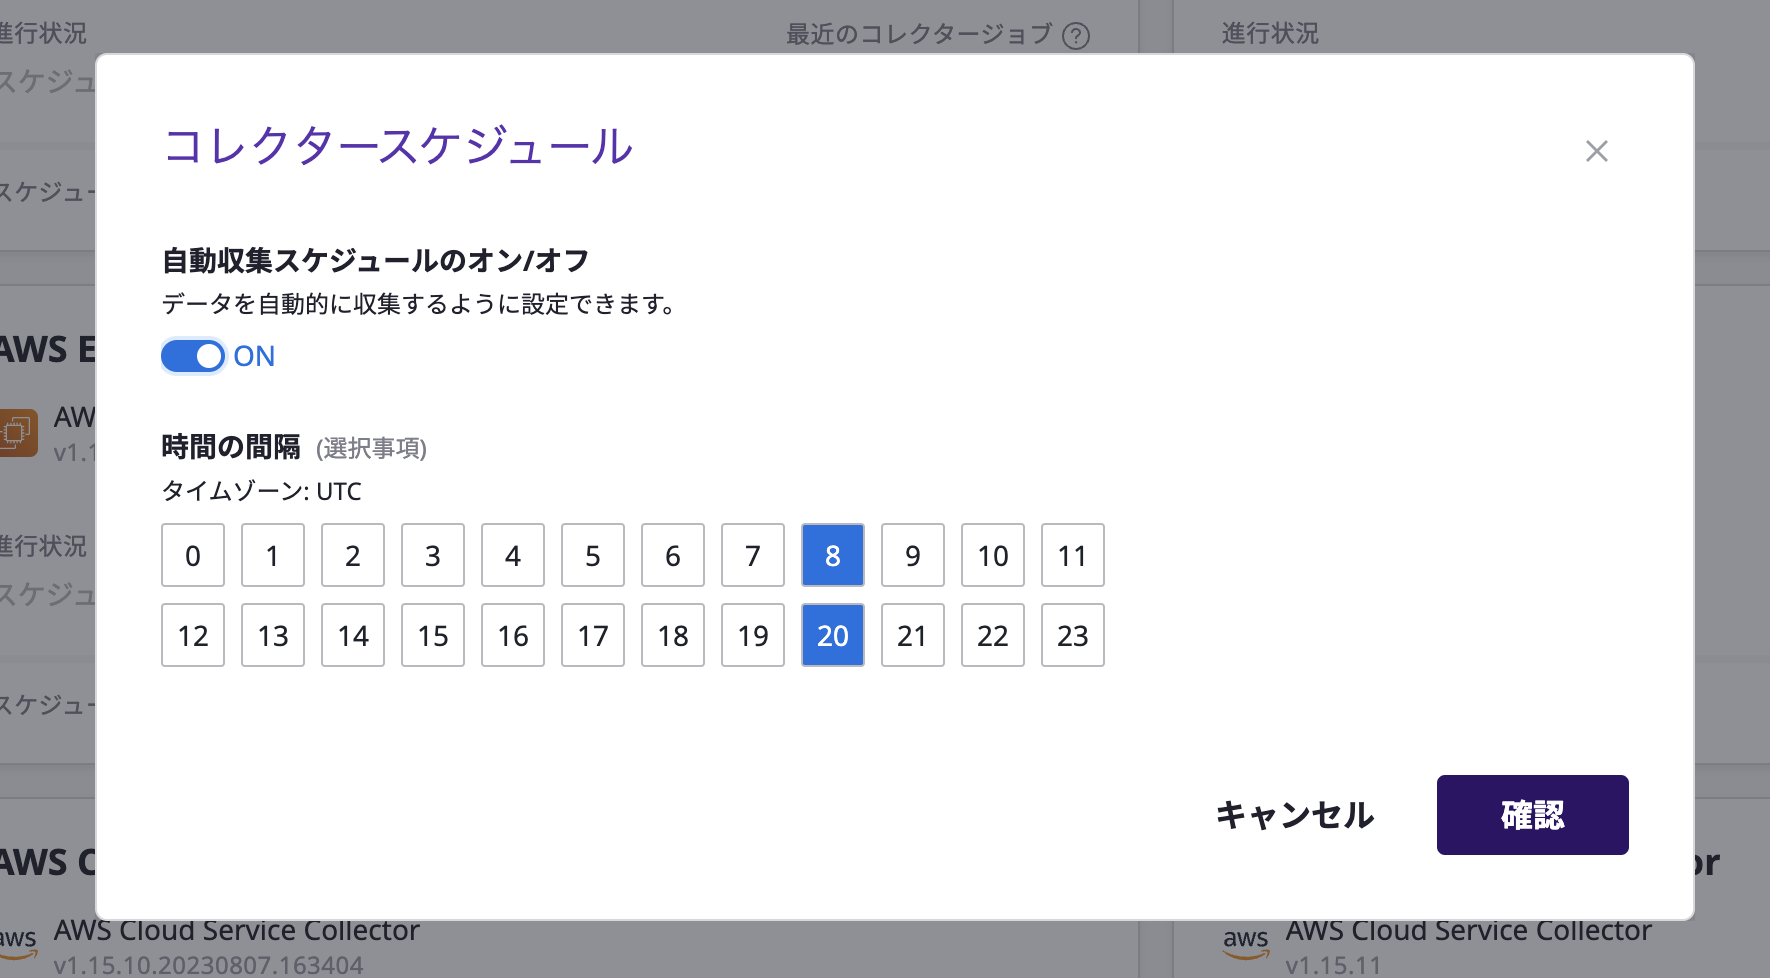 進行状況
最近のコレクタージョブ ?
進行状況
スケジュ
コレクタースケジュール
スケジュー
自動収集スケジュールのオン/オフ
データを自動的に収集するように設定できます。
ON
AWS E
AW
v1.1
時間の間隔 (選択事項)
タイムゾーン: UTC
0 1 2 3 4 5 6 7 8 9 10 11
進行状況
スケジュ
12 13 14 15 16 17 18 19 20 21 22 23
スケジュー
キャンセル
確認
AWS C
or
aws
AWS Cloud Service Collector
v1.15.10.20230807.163404
aws
AWS Cloud Service Collector
v1.15.11